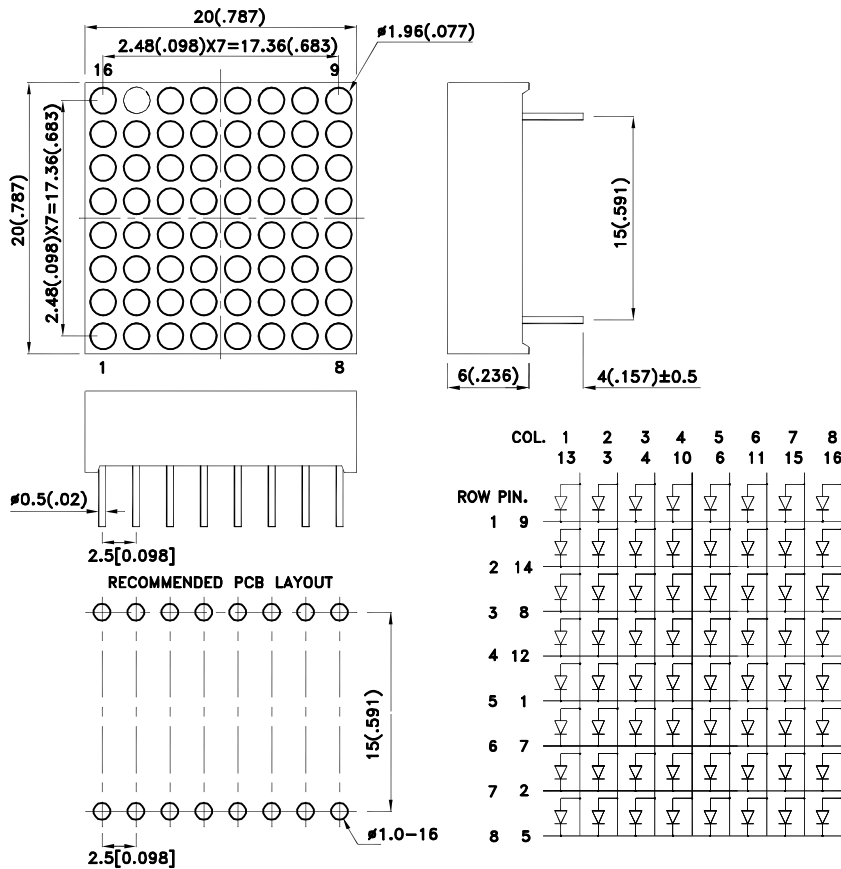 20(.787)
2.48(.098)X7=17.36(.683)
ø1.96(.077)
16 9
20(.787)
2.48(.098)X7=17.36(.683)
1 8
15(.591)
6(.236)
4(.157)±0.5
ø0.5(.02)
2.5[0.098]
RECOMMENDED PCB LAYOUT
15(.591)
ø1.0-16
2.5[0.098]
COL. 1 2 3 4 5 6 7 8
13 3 4 10 6 11 15 16
ROW PIN.
1 9
2 14
3 8
4 12
5 1
6 7
7 2
8 5